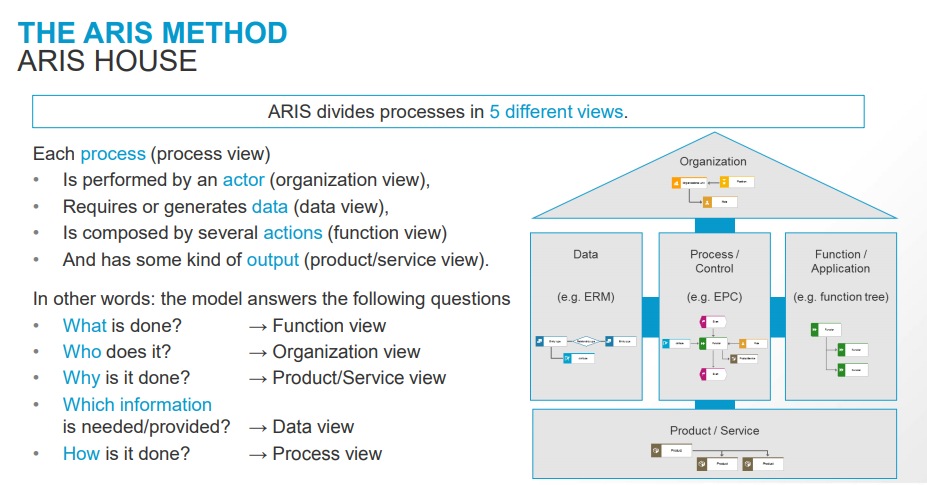 THE ARIS METHOD
ARIS HOUSE
ARIS divides processes in 5 different views.
Each process (process view)
• Is performed by an actor (organization view),
• Requires or generates data (data view),
• Is composed by several actions (function view)
• And has some kind of output (product/service view).
In other words: the model answers the following questions
• What is done? → Function view
• Who does it? → Organization view
• Why is it done? → Product/Service view
• Which information
is needed/provided? → Data view
• How is it done? → Process view
Organization
Data
(e.g. ERM)
Process /
Control
(e.g. EPC)
Function /
Application
(e.g. function tree)
Product / Service
Product
Product
Product